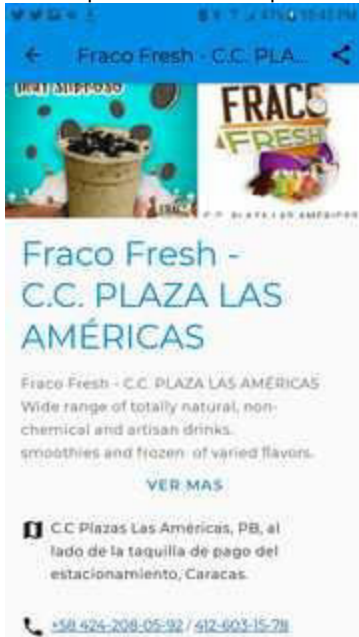 Fraco Fresh - C.C. PLA...
FRACO
FRESH
Fraco Fresh -
C.C. PLAZA LAS
AMÉRICAS
Fraco Fresh - C.C. PLAZA LAS AMÉRICAS
Wide range of totally natural, non-
chemical and artisan drinks.
smoothies and frozen of varied flavors.
VER MAS
C.C Plazas Las Américas, PB, al
lado de la taquilla de pago del
estacionamiento, Caracas.
+58 424-208-05-92 / 412-603-15-78